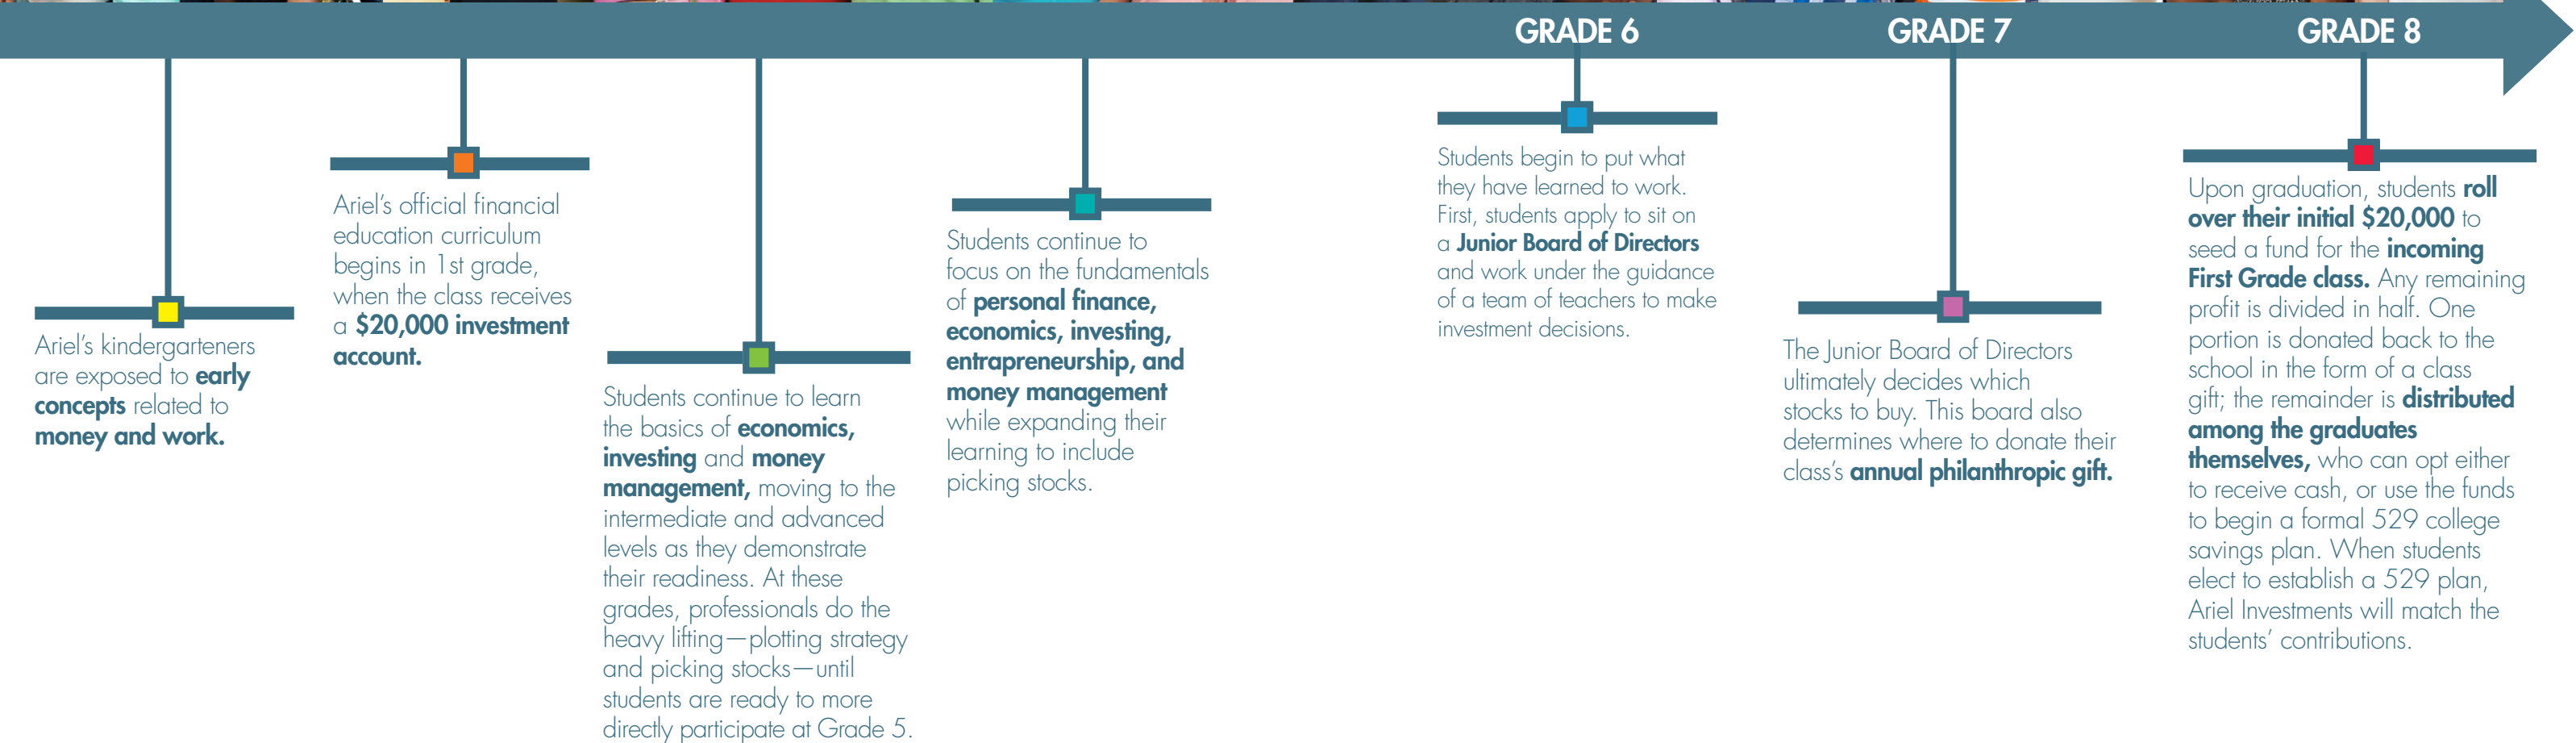 GRADE 6
GRADE 7
GRADE 8
Ariel's kindergarteners
are exposed to early
concepts related to
money and work.
Ariel's official financial
education curriculum
begins in 1st grade,
when the class receives
a $20,000 investment
account.
Students continue to learn
the basics of economics,
investing and money
management, moving to the
intermediate and advanced
levels as they demonstrate
their readiness. At these
grades, professionals do the
heavy lifting—plotting strategy
and picking stocks—until
students are ready to more
directly participate at Grade 5.
Students continue to
focus on the fundamentals
of personal finance,
economics, investing,
entrapreneurship, and
money management
while expanding their
learning to include
picking stocks.
Students begin to put what
they have learned to work.
First, students apply to sit on
a Junior Board of Directors
and work under the guidance
of a team of teachers to make
investment decisions.
The Junior Board of Directors
ultimately decides which
stocks to buy. This board also
determines where to donate their
class's annual philanthropic gift.
Upon graduation, students roll
over their initial $20,000 to
seed a fund for the incoming
First Grade class. Any remaining
profit is divided in half. One
portion is donated back to the
school in the form of a class
gift; the remainder is distributed
among the graduates
themselves, who can opt either
to receive cash, or use the funds
to begin a formal 529 college
savings plan. When students
elect to establish a 529 plan,
Ariel Investments will match the
students' contributions.